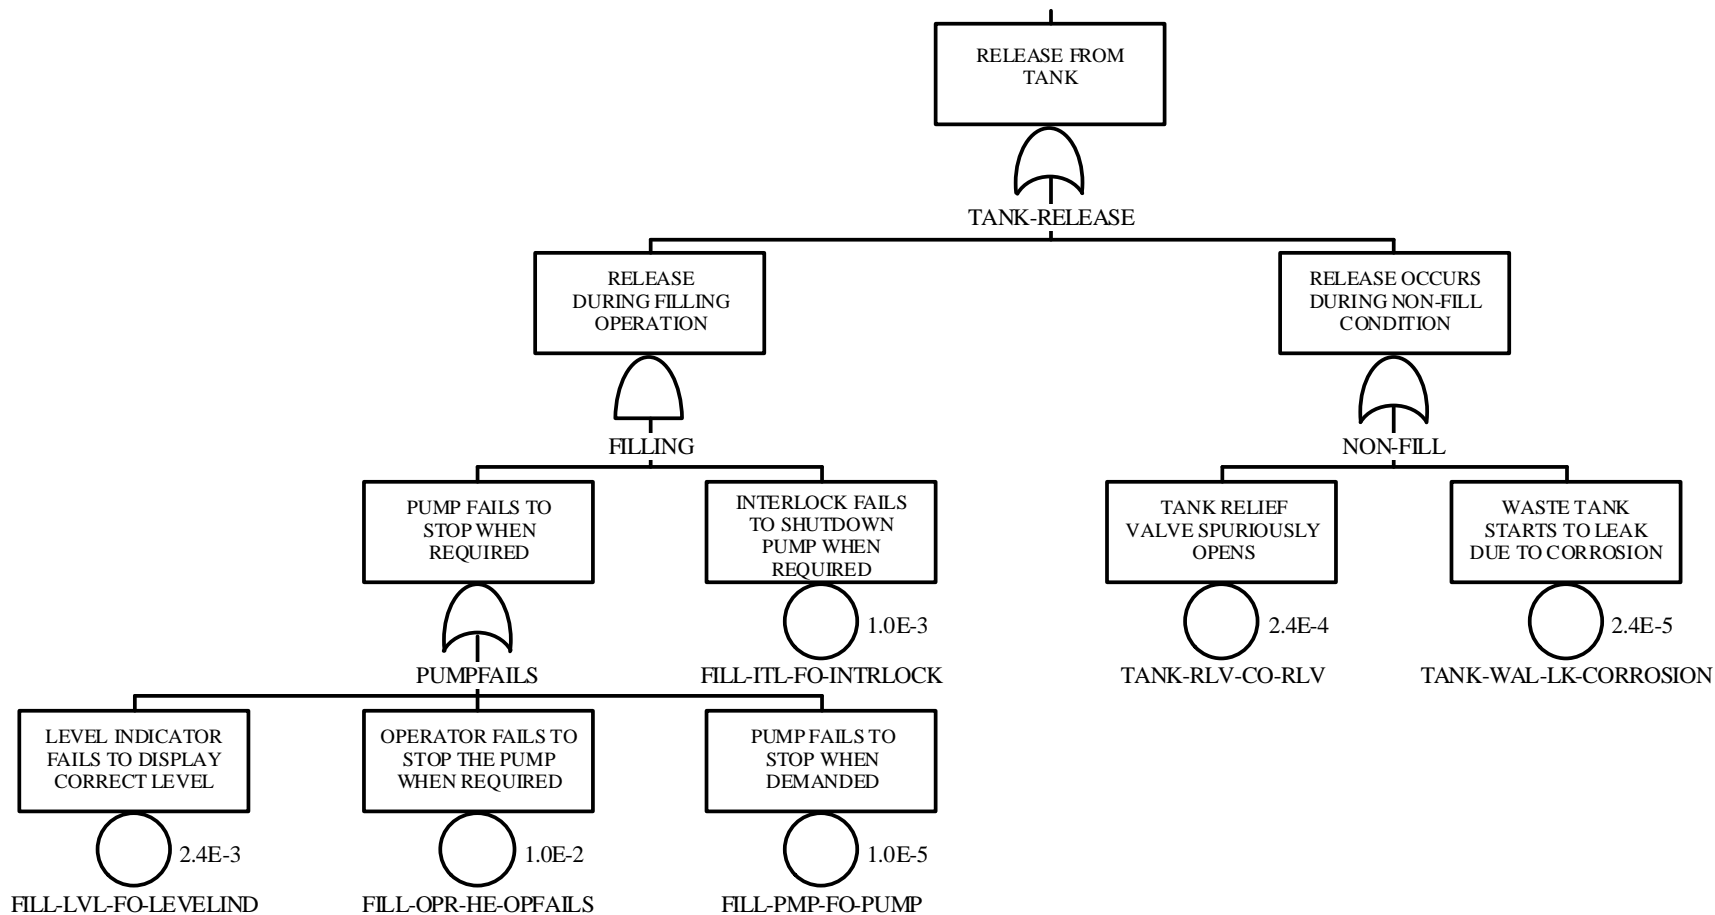 RELEASE FROM
TANK
TANK-RELEASE
RELEASE
DURING FILLING
OPERATION
RELEASE OCCURS
DURING NON-FILL
CONDITION
FILLING
NON-FILL
PUMP FAILS TO
STOP WHEN
REQUIRED
INTERLOCK FAILS
TO SHUTDOWN
PUMP WHEN
REQUIRED
TANK RELIEF
VALVE SPURIOUSLY
OPENS
WASTE TANK
STARTS TO LEAK
DUE TO CORROSION
1.0E-3
2.4E-4
2.4E-5
PUMPFAILS
FILL-ITL-FO-INTRLOCK
TANK-RLV-CO-RLV
TANK-WAL-LK-CORROSION
LEVEL INDICATOR
FAILS TO DISPLAY
CORRECT LEVEL
OPERATOR FAILS TO
STOP THE PUMP
WHEN REQUIRED
PUMP FAILS TO
STOP WHEN
DEMANDED
2.4E-3
1.0E-2
1.0E-5
FILL-LVL-FO-LEVELIND
FILL-OPR-HE-OPFAILS
FILL-PMP-FO-PUMP